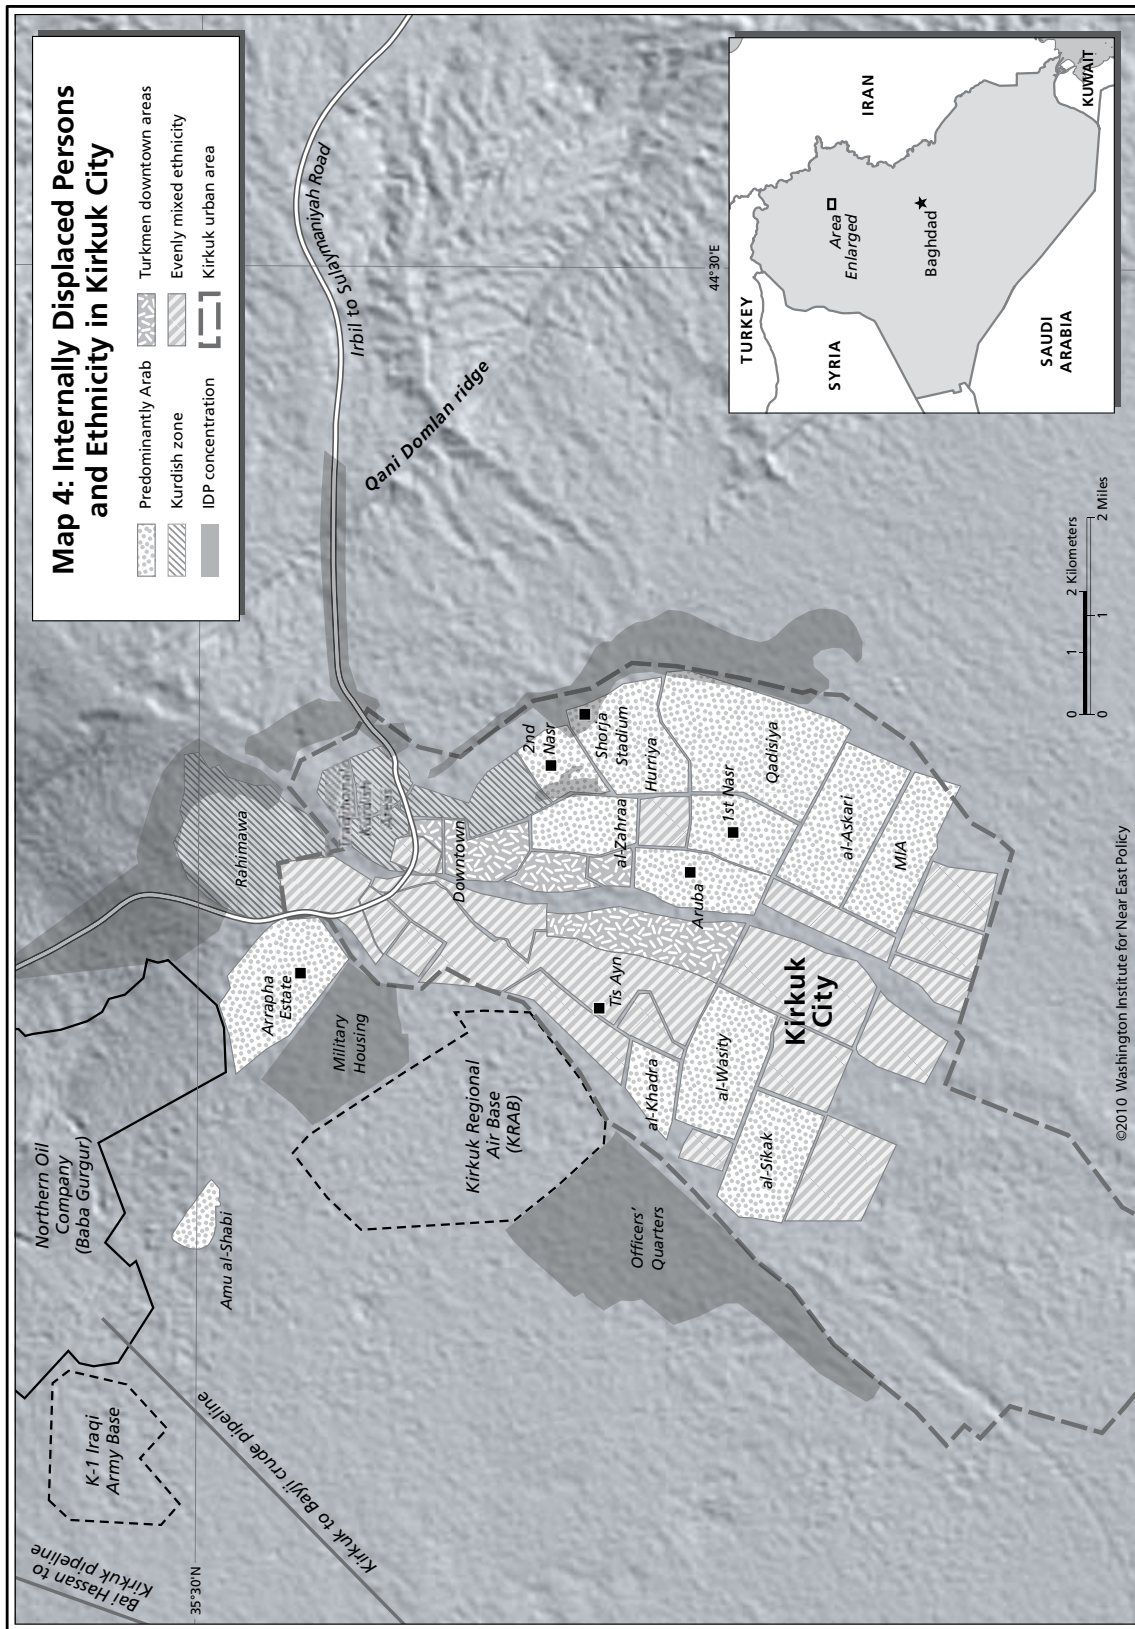 Map 4: Internally Displaced Persons
and Ethnicity in Kirkuk City
Predominantly Arab
Turkmen downtown areas
Kurdish zone
Evenly mixed ethnicity
IDP concentration
Kirkuk urban area
Bai Hassan to
Kirkuk pipeline
K-1 Iraqi
Army Base
Northern Oil
Company
(Baba Gurgur)
Kirkuk to Bayji crude pipeline
35°30'N
Amu al-Shabi
Arrapha
Estate
Rahimawa
Military
Housing
Traditional
Kurdish
Areas
Irbil to Sulaymaniyah Road
Qani Domlan ridge
Kirkuk Regional
Air Base
(KRAB)
Downtown
2nd
Nasr
Shorja
Stadium
Hurriya
Officers'
Quarters
al-Khadra
Tis Ayn
al-Zahraa
Aruba
1st Nasr
Qadisiya
al-Wasity
al-Sikak
Kirkuk
City
al-Askari
MIA
44°30'E
TURKEY
SYRIA
IRAN
Area
Enlarged
Baghdad
SAUDI
ARABIA
KUWAIT
0 1 2 Kilometers
0 1 2 Miles
©2010 Washington Institute for Near East Policy